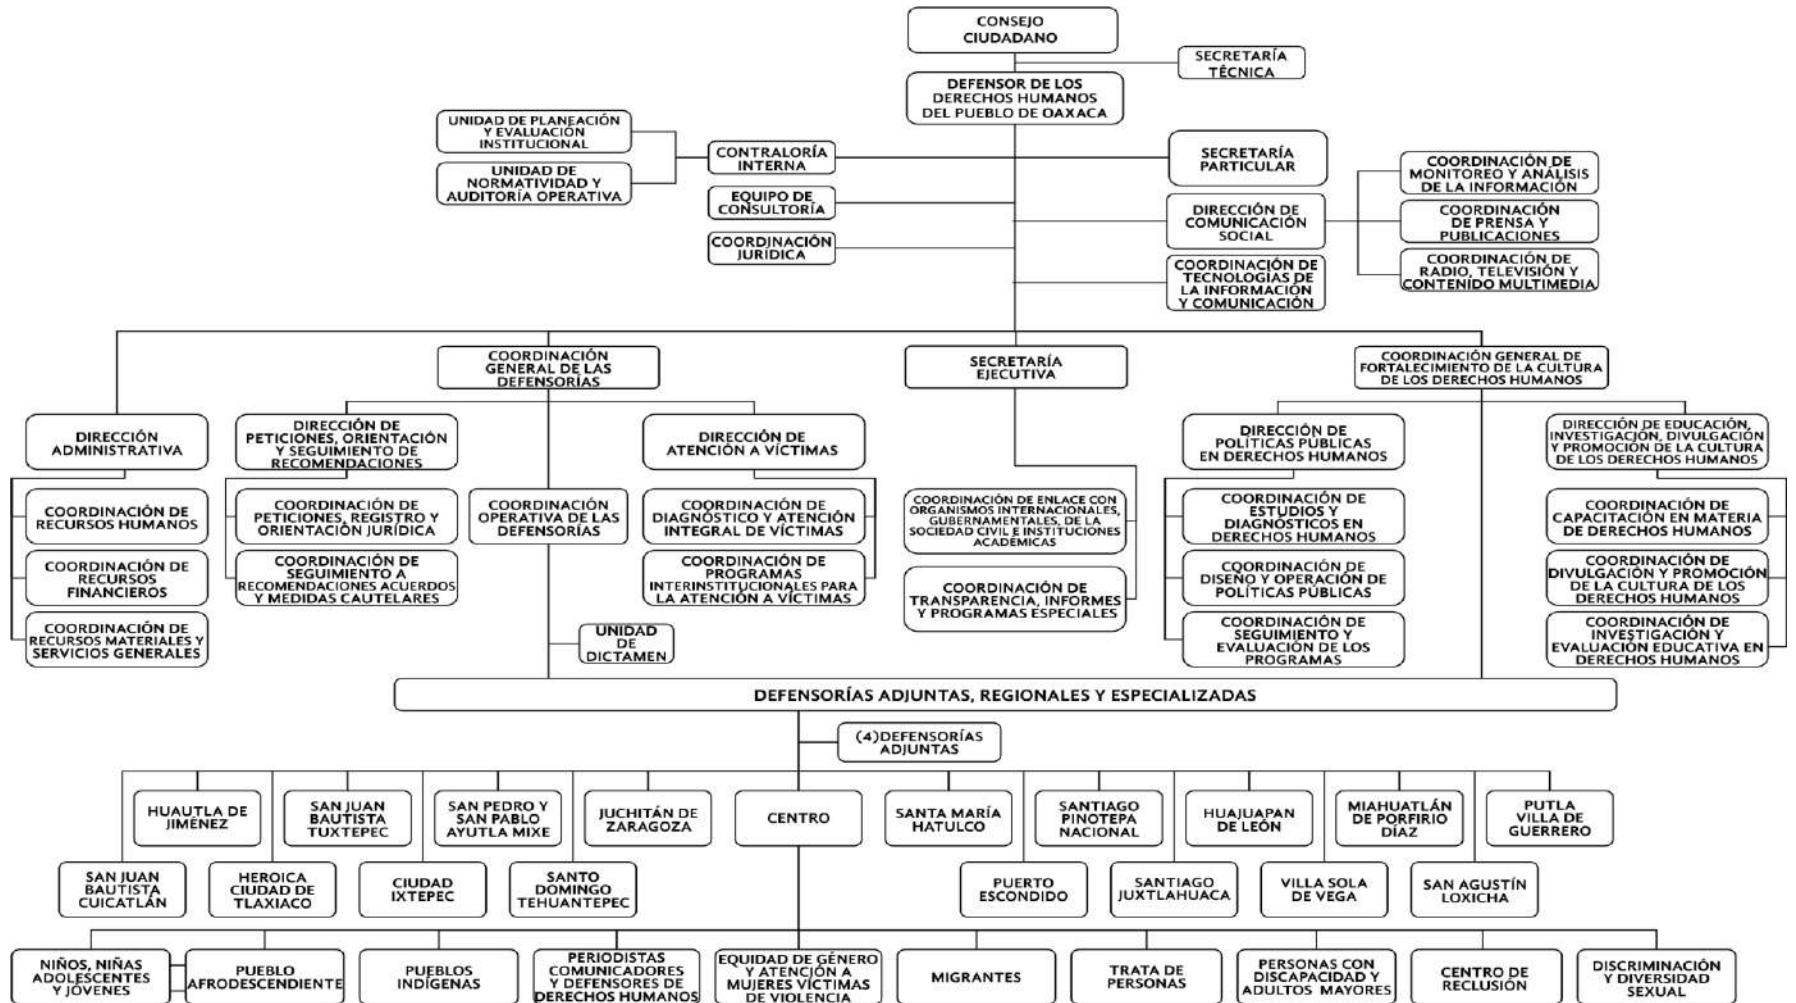 CONSEJO
CIUDADANO
SECRETARÍA
TÉCNICA
DEFENSOR DE LOS
DERECHOS HUMANOS
DEL PUEBLO DE OAXACA
UNIDAD DE PLANEACIÓN
Y EVALUACIÓN
INSTITUCIONAL
UNIDAD DE
NORMATIVIDAD Y
AUDITORÍA OPERATIVA
CONTRALORÍA
INTERNA
EQUIPO DE
CONSULTORÍA
COORDINACIÓN
JURÍDICA
SECRETARÍA
PARTICULAR
DIRECCIÓN DE
COMUNICACIÓN
SOCIAL
COORDINACIÓN DE
TECNOLOGÍAS DE
LA INFORMACIÓN
Y COMUNICACIÓN
COORDINACIÓN DE
MONITOREO Y ANÁLISIS
DE LA INFORMACIÓN
COORDINACIÓN
DE PRENSA Y
PUBLICACIONES
COORDINACIÓN DE
RADIO, TELEVISIÓN Y
CONTENIDO MULTIMEDIA
COORDINACIÓN
GENERAL DE LAS
DEFENSORÍAS
SECRETARÍA
EJECUTIVA
COORDINACIÓN GENERAL DE
FORTALECIMIENTO DE LA CULTURA
DE LOS DERECHOS HUMANOS
DIRECCIÓN
ADMINISTRATIVA
DIRECCIÓN DE
PETICIONES, ORIENTACIÓN
Y SEGUIMIENTO DE
RECOMENDACIONES
DIRECCIÓN DE
ATENCIÓN A VÍCTIMAS
DIRECCIÓN DE
POLÍTICAS PÚBLICAS
EN DERECHOS HUMANOS
DIRECCIÓN DE EDUCACIÓN,
INVESTIGACIÓN, DIVULGACIÓN
Y PROMOCIÓN DE LA CULTURA
DE LOS DERECHOS HUMANOS
COORDINACIÓN DE
RECURSOS HUMANOS
COORDINACIÓN DE
RECURSOS
FINANCIEROS
COORDINACIÓN DE
RECURSOS MATERIALES Y
SERVICIOS GENERALES
COORDINACIÓN DE
PETICIONES, REGISTRO Y
ORIENTACIÓN JURÍDICA
COORDINACIÓN DE
SEGUIMIENTO A
RECOMENDACIONES ACUERDOS
Y MEDIDAS CAUTELARES
COORDINACIÓN
OPERATIVA DE LAS
DEFENSORÍAS
COORDINACIÓN DE
DIAGNÓSTICO Y ATENCIÓN
INTEGRAL DE VÍCTIMAS
COORDINACIÓN DE
PROGRAMAS
INTERINSTITUCIONALES PARA
LA ATENCIÓN A VÍCTIMAS
UNIDAD
DE
DICTAMEN
COORDINACIÓN DE ENLACE CON
ORGANISMOS INTERNACIONALES,
GUBERNAMENTALES, DE LA
SOCIEDAD CIVIL E INSTITUCIONES
ACADÉMICAS
COORDINACIÓN DE
TRANSPARENCIA, INFORMES
Y PROGRAMAS ESPECIALES
COORDINACIÓN DE
ESTUDIOS Y
DIAGNÓSTICOS EN
DERECHOS HUMANOS
COORDINACIÓN DE
DISEÑO Y OPERACIÓN DE
POLÍTICAS PÚBLICAS
COORDINACIÓN DE
SEGUIMIENTO Y
EVALUACIÓN DE LOS
PROGRAMAS
COORDINACIÓN DE
CAPACITACIÓN EN MATERIA
DE DERECHOS HUMANOS
COORDINACIÓN DE
DIVULGACIÓN Y PROMOCIÓN
DE LA CULTURA DE LOS
DERECHOS HUMANOS
COORDINACIÓN DE
INVESTIGACIÓN Y
EVALUACIÓN EDUCATIVA EN
DERECHOS HUMANOS
DEFENSORÍAS ADJUNTAS, REGIONALES Y ESPECIALIZADAS
(4)DEFENSORÍAS
ADJUNTAS
HUAUTLA DE
JIMÉNEZ
SAN JUAN
BAUTISTA
TUXTEPEC
SAN PEDRO Y
SAN PABLO
AYUTLA MIXE
JUCHITÁN DE
ZARAGOZA
CENTRO
SANTA MARÍA
HATULCO
SANTIAGO
PINOTEPA
NACIONAL
HUAJUAPAN
DE LEÓN
MIAHUATLÁN
DE PORFIRIO
DÍAZ
PUTLA
VILLA DE
GUERRERO
SAN JUAN
BAUTISTA
CUICATLÁN
HEROICA
CIUDAD DE
TLAXIACO
CIUDAD
IXTEPEC
SANTO
DOMINGO
TEHUANTEPEC
PUERTO
ESCONDIDO
SANTIAGO
JUXTLAHUACA
VILLA SOLA
DE VEGA
SAN AGUSTÍN
LOXICHA
NIÑOS, NIÑAS
ADOLESCENTES
Y JÓVENES
PUEBLO
AFRODESCENDIENTE
PUEBLOS
INDÍGENAS
PERIODISTAS
COMUNICADORES
Y DEFENSORES DE
DERECHOS HUMANOS
EQUIDAD DE GÉNERO
Y ATENCIÓN A
MUJERES VÍCTIMAS
DE VIOLENCIA
MIGRANTES
TRATA DE
PERSONAS
PERSONAS CON
DISCAPACIDAD Y
ADULTOS MAYORES
CENTRO DE
RECLUSIÓN
DISCRIMINACIÓN
Y DIVERSIDAD
SEXUAL